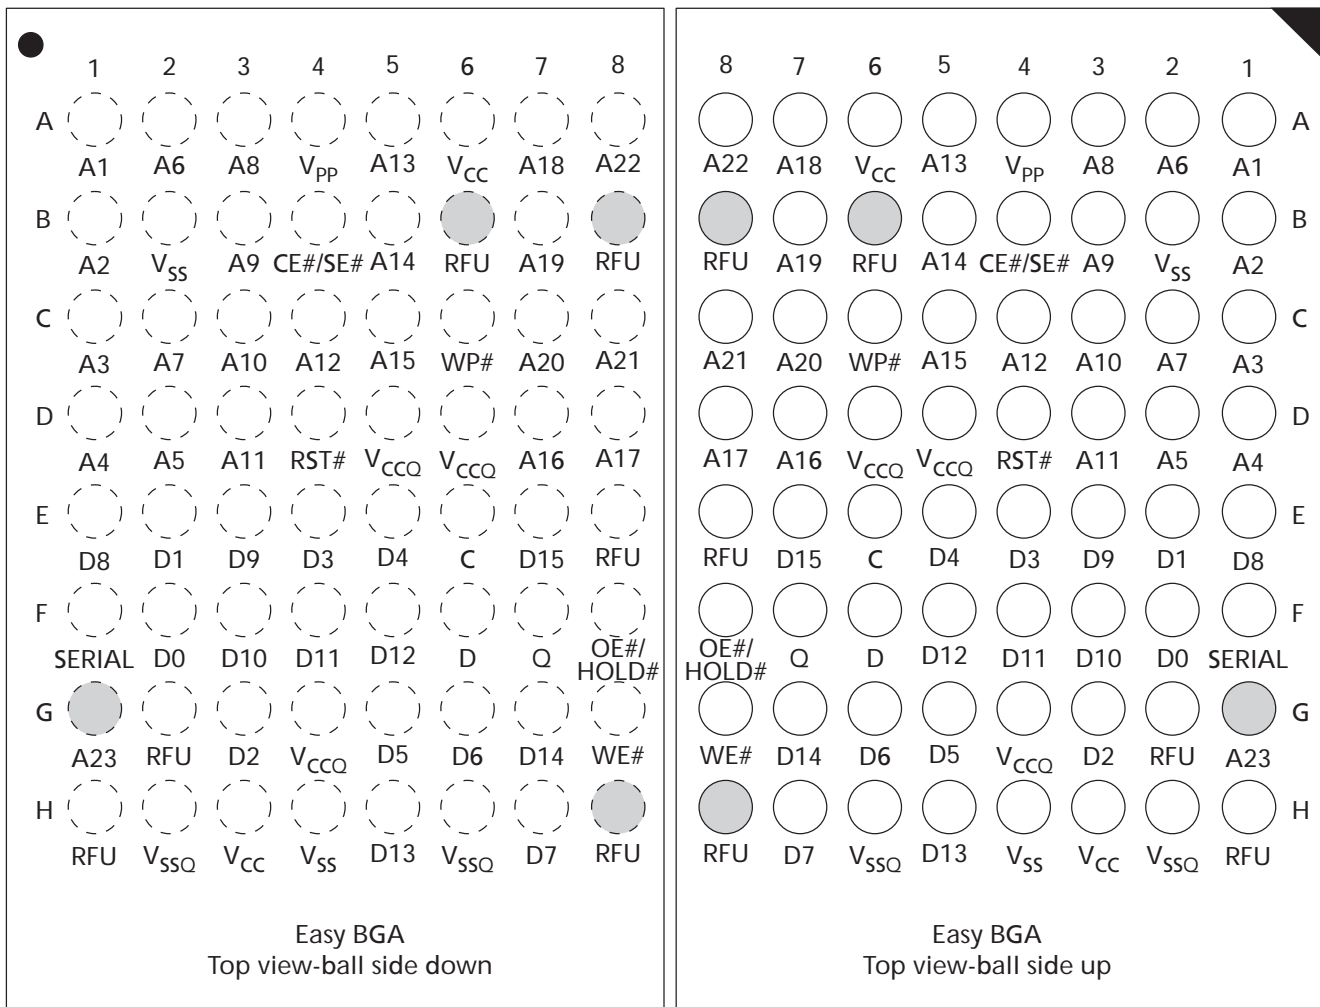 1 2 3 4 5 6 7 8
A
A1 A6 A8 VPP A13 VCC A18 A22
B
A2 VSS A9 CE#/SE# A14 RFU A19 RFU
C
A3 A7 A10 A12 A15 WP# A20 A21
D
A4 A5 A11 RST# VCCQ VCCQ A16 A17
E
D8 D1 D9 D3 D4 C D15 RFU
F
SERIAL D0 D10 D11 D12 D Q OE#/
HOLD#
G
A23 RFU D2 VCCQ D5 D6 D14 WE#
H
RFU VSSQ VCC VSS D13 VSSQ D7 RFU
Easy BGA
Top view-ball side down
8 7 6 5 4 3 2 1
A
A22 A18 VCC A13 VPP A8 A6 A1
B
RFU A19 RFU A14 CE#/SE# A9 VSS A2
C
A21 A20 WP# A15 A12 A10 A7 A3
D
A17 A16 VCCQ VCCQ RST# A11 A5 A4
E
RFU D15 C D4 D3 D9 D1 D8
F
OE#/ Q D D12 D11 D10 D0 SERIAL
HOLD#
G
WE# D14 D6 D5 VCCQ D2 RFU A23
H
RFU D7 VSSQ D13 VSS VCC VSSQ RFU
Easy BGA
Top view-ball side up